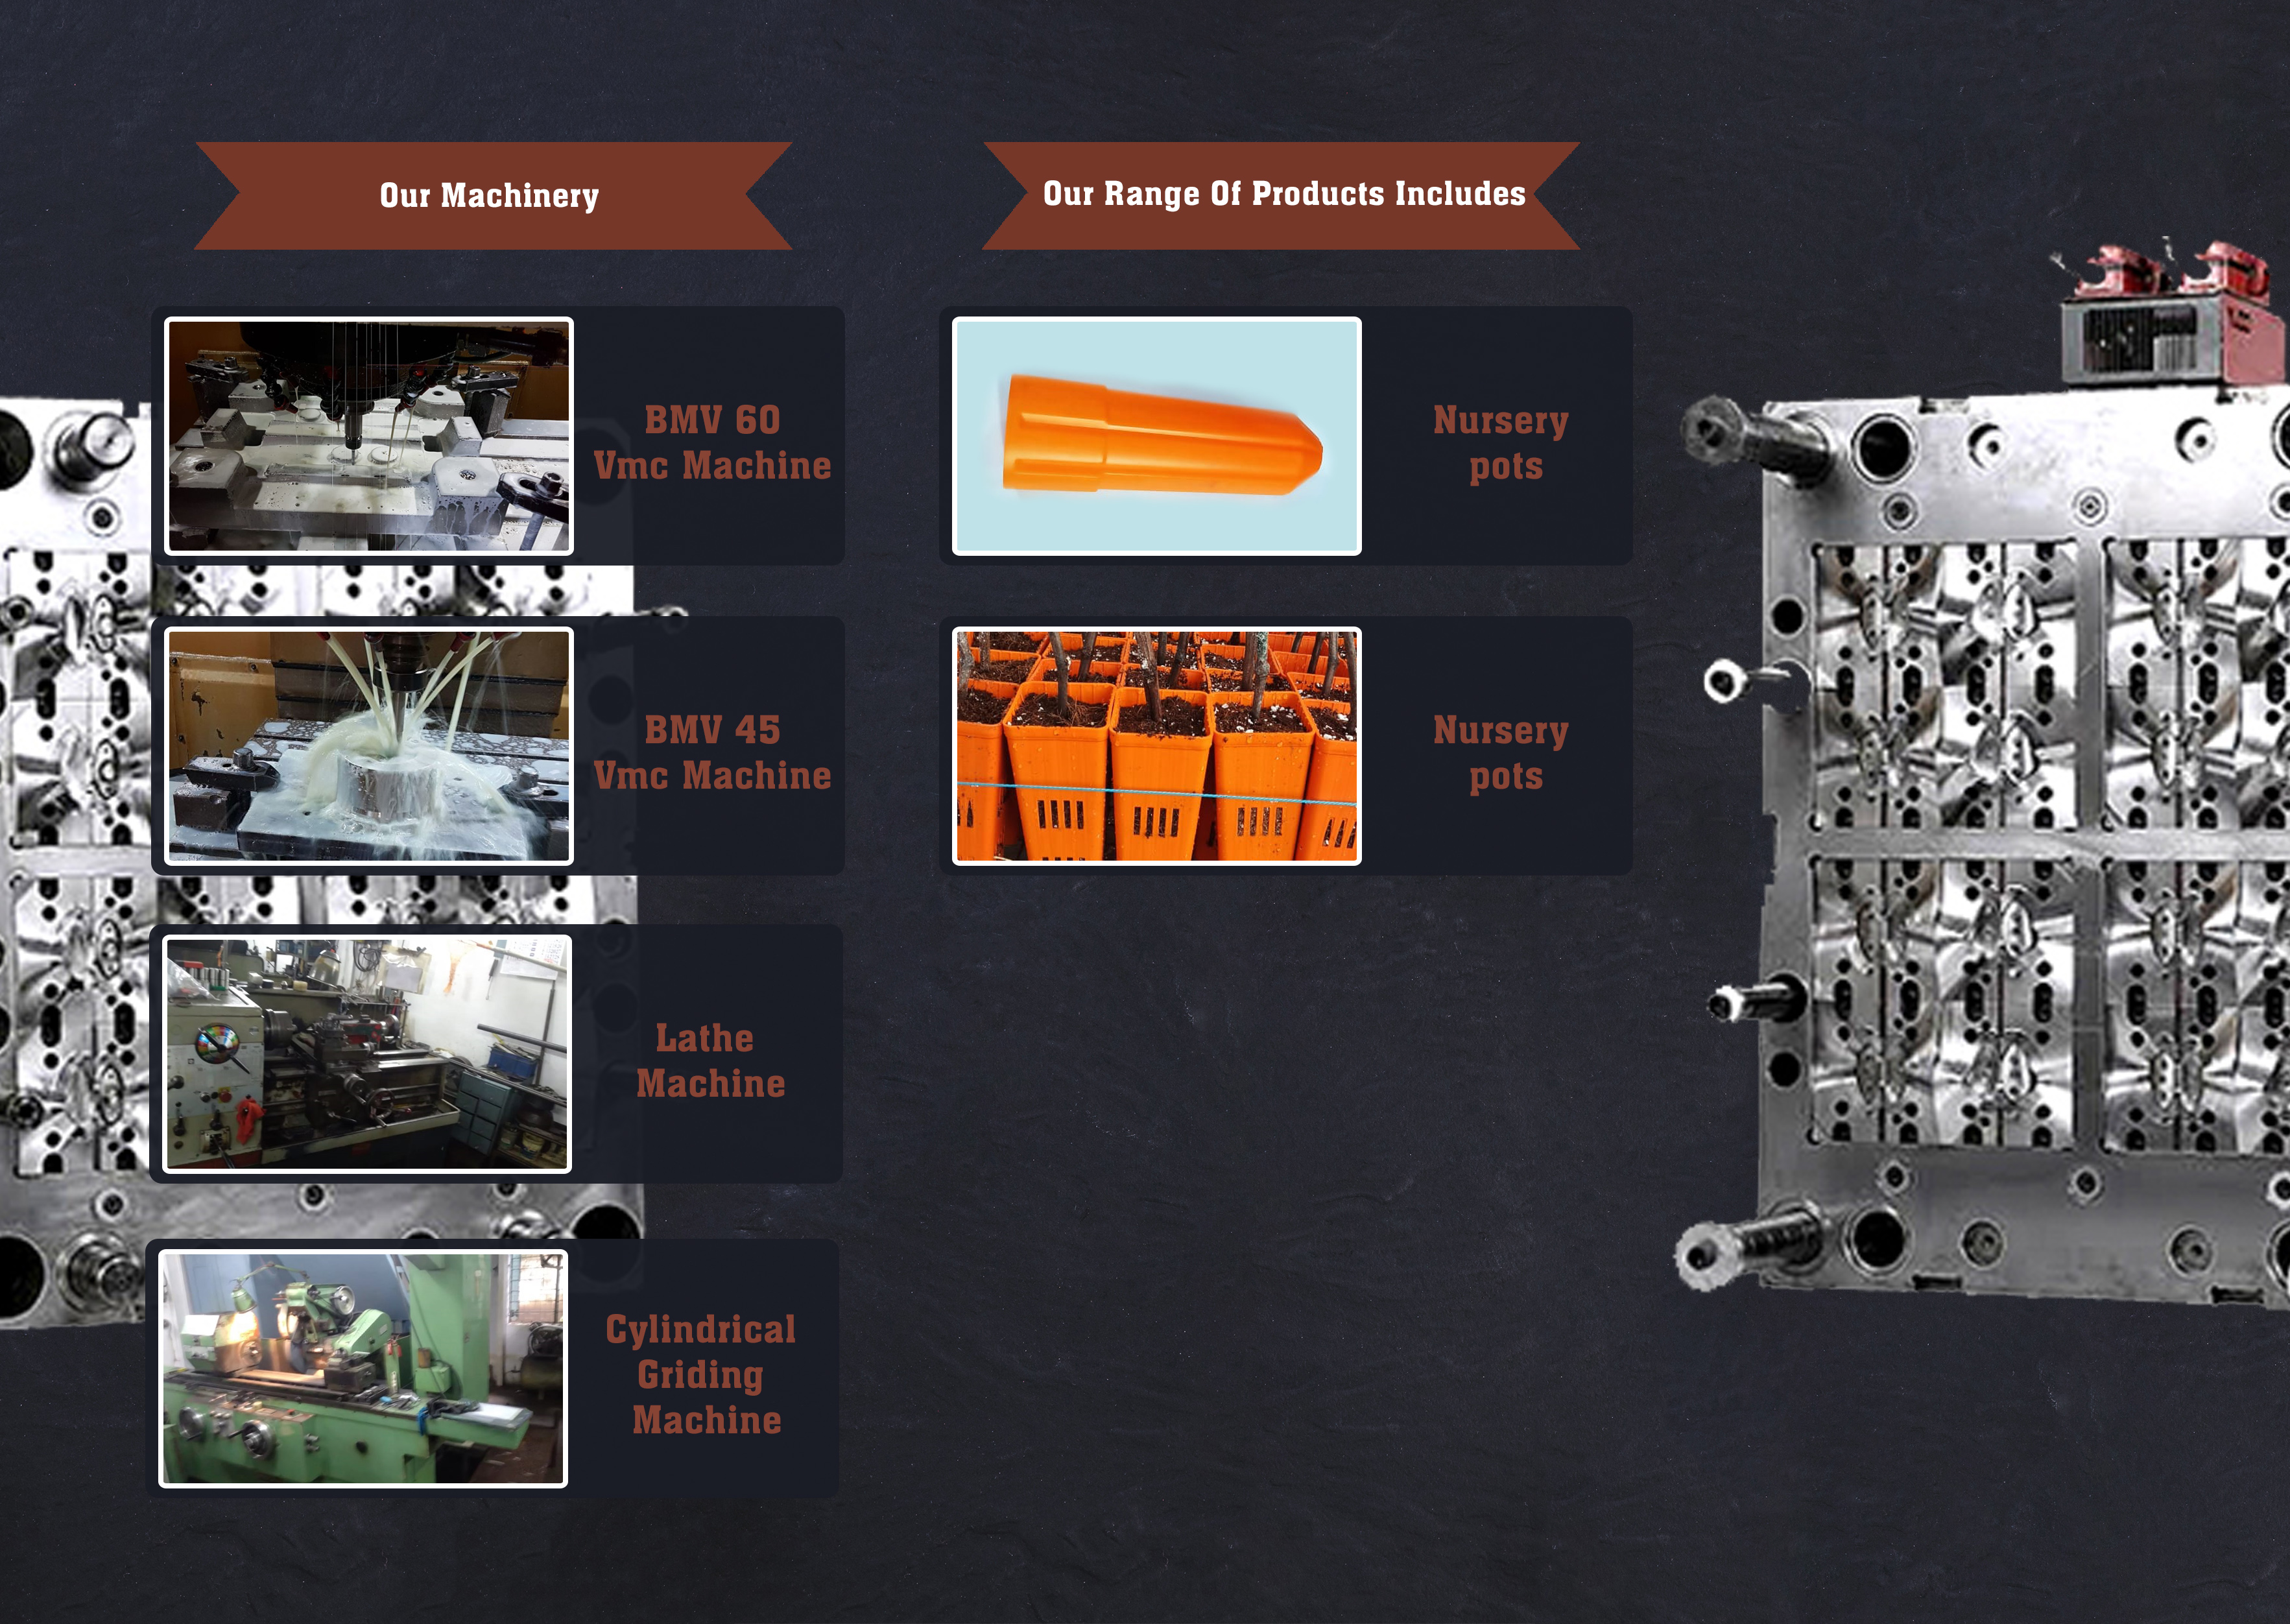 Our Machinery
BMV 60
Vmc Machine
BMV 45
Vmc Machine
Lathe
Machine
Cylindrical
Griding
Machine
Our Range Of Products Includes
Nursery
pots
Nursery
pots